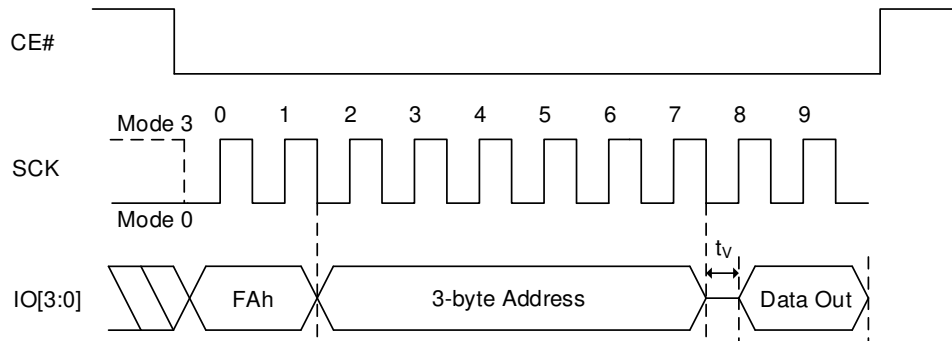 CE#
0 1 2 3 4 5 6 7 8 9
Mode 3
SCK
Mode 0
tV
IO[3:0] FAh 3-byte Address Data Out